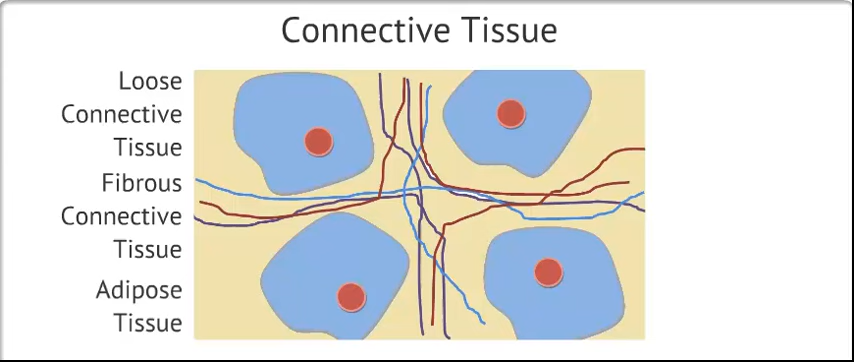 Connective Tissue
Loose
Connective
Tissue
Fibrous
Connective
Tissue
Adipose
Tissue